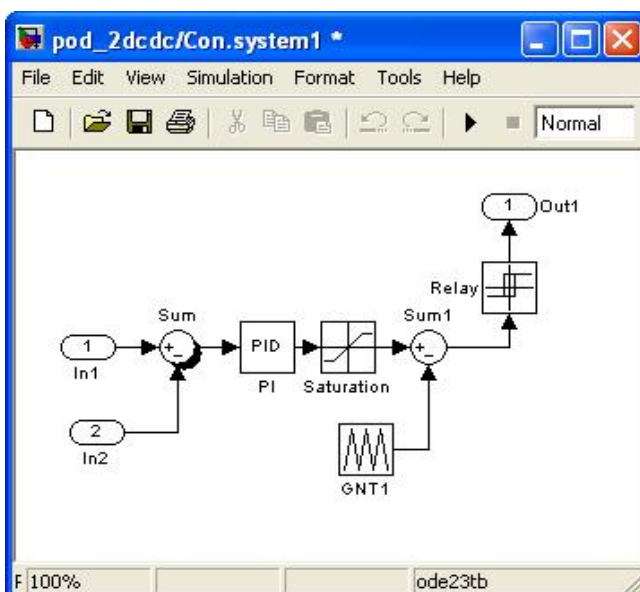 pod_2dcdc/Con.system1 *
File Edit View Simulation Format Tools Help
Normal
1
Out1
Relay
Sum
Sum1
+
-
+
-
1
PID
In1
PI
Saturation
2
In2
GNT1
F 100%
ode23tb